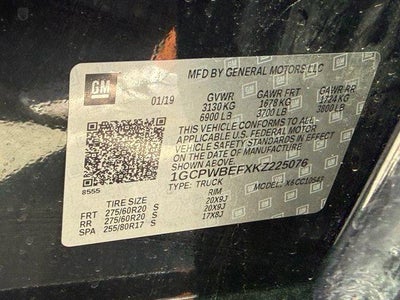 GM
MFD BY GENERAL MOTORS LLC
01/19 GVWR GAWR FRT GAWR RR
3130 KG 1678 KG 1724 KG
6900 LB 3700 LB 3800 LB
THIS VEHICLE CONFORMS TO ALL
APPLICABLE U.S. FEDERAL MOTOR
VEHICLE SAFETY STANDARDS IN EFFECT
ON THE DATE OF MANUFACTURE
SHOWN ABOVE.
1GCPWBEFXKZ225076
TYPE: TRUCK MODEL:
8555
TIRE SIZE RIM
FRT 275/60R20 S 20X9J
RR 275/60R20 S 20X9J
SPA 255/80R17 S 17X8J